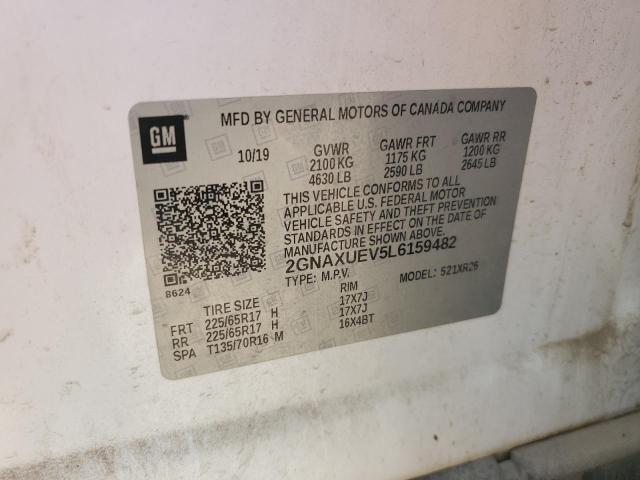 GM
MFD BY GENERAL MOTORS OF CANADA COMPANY
10/19 GVWR GAWR FRT GAWR RR
2100 KG 1175 KG 1200 KG
4630 LB 2590 LB 2645 LB
THIS VEHICLE CONFORMS TO ALL
APPLICABLE U.S. FEDERAL MOTOR
VEHICLE SAFETY AND THEFT PREVENTION
STANDARDS IN EFFECT ON THE DATE OF
MANUFACTURE SHOWN ABOVE.
2GNAXUEV5L6159482
8624
TYPE: M.P.V. MODEL: 521XR26
TIRE SIZE RIM
FRT 225/65R17 H 17X7J
RR 225/65R17 H 17X7J
SPA T135/70R16 M 16X4BT